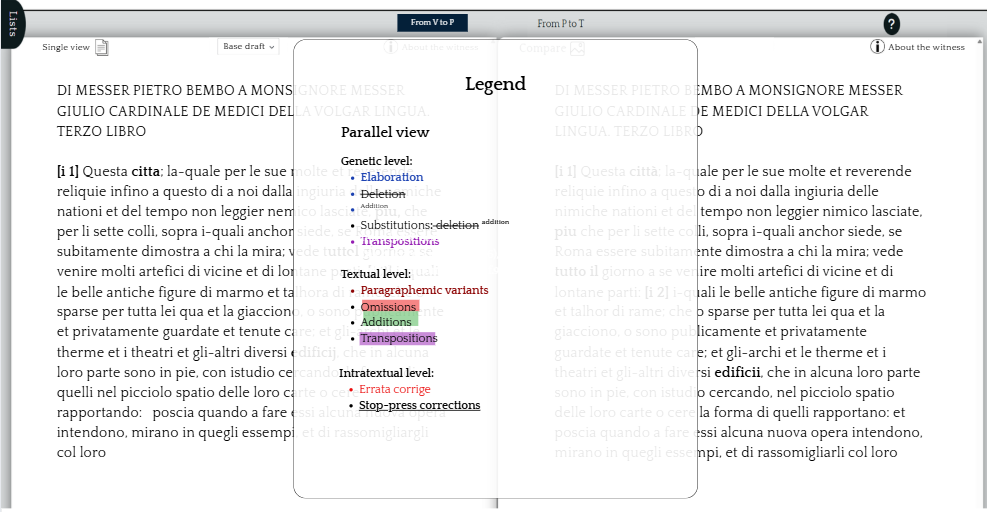 Lists
From V to P
From P to T
?
Single view
Base draft
About the witness
Compare
About the witness
DI MESSER PIETRO BEMBO A MONSIGNORE MESSER
GIULIO CARDINALE DE MEDICI DELLA VOLGAR LINGUA.
TERZO LIBRO
[i 1] Questa citta; la-quale per le sue molte et
reliquie infino a questo di a noi dalla ingiuria
nationi et del tempo non leggier nemico lasciate, piu, che
per li sette colli, sopra i-quali anchor siede, se
subitamente dimostra a chi la mira; vede tutto giorno
venire molti artefici di vicine et di lontane
le belle antiche figure di marmo et talhora di
sparse per tutta lei qua et la giacciono, o sono
et privatamente guardate et tenute care: et gli
therme et i theatri et gli-altri diversi edificij, che in alcuna
loro parte sono in pie, con istudio cercando
quelli nel picciolo spatio delle loro carte o cere
rapportando: poscia quando a fare essi alcuna nuova opera
intendono, mirano in quegli essempi, et di rassomigliargli
col loro
Legend
Parallel view
Genetic level:
• Elaboration
• Deletion
• Addition
• Substitutions: deletion addition
• Transpositions
Textual level:
• Paragraphemic variants
• Omissions
• Additions
• Transpositions
Intratextual level:
• Errata corrige
• Stop-press corrections
DI MESSER PIETRO BEMBO A MONSIGNORE MESSER
GIULIO CARDINALE DE MEDICI DELLA VOLGAR
LINGUA. TERZO LIBRO
[i 1] Questa città: la-quale per le sue molte et reverende
reliquie infino a questo di a noi dalla ingiuria delle
nimiche nationi et del tempo non leggier nimico lasciate,
piu che per li sette colli, sopra i-quali anchor siede, se
Roma essere subitamente dimostra a chi la mira; vede
tutto il giorno a se venire molti artefici di vicine et di
lontane parti: [i 2] i-quali le belle antiche figure di marmo
et talhor di rame; che o sparse per tutta lei qua et la
giacciono, o sono publicamente et privatamente
guardate et tenute care; et gli-archi et le therme et i
theatri et gli-altri diversi edificii, che in alcuna loro parte
sono in pie, con istudio cercando, nel picciolo spatio
delle loro carte o cere la forma di quelli rapportano: et
poscia quando a fare essi alcuna nuova opera intendono,
mirano in quegli essempi, et di rassomigliarli col loro